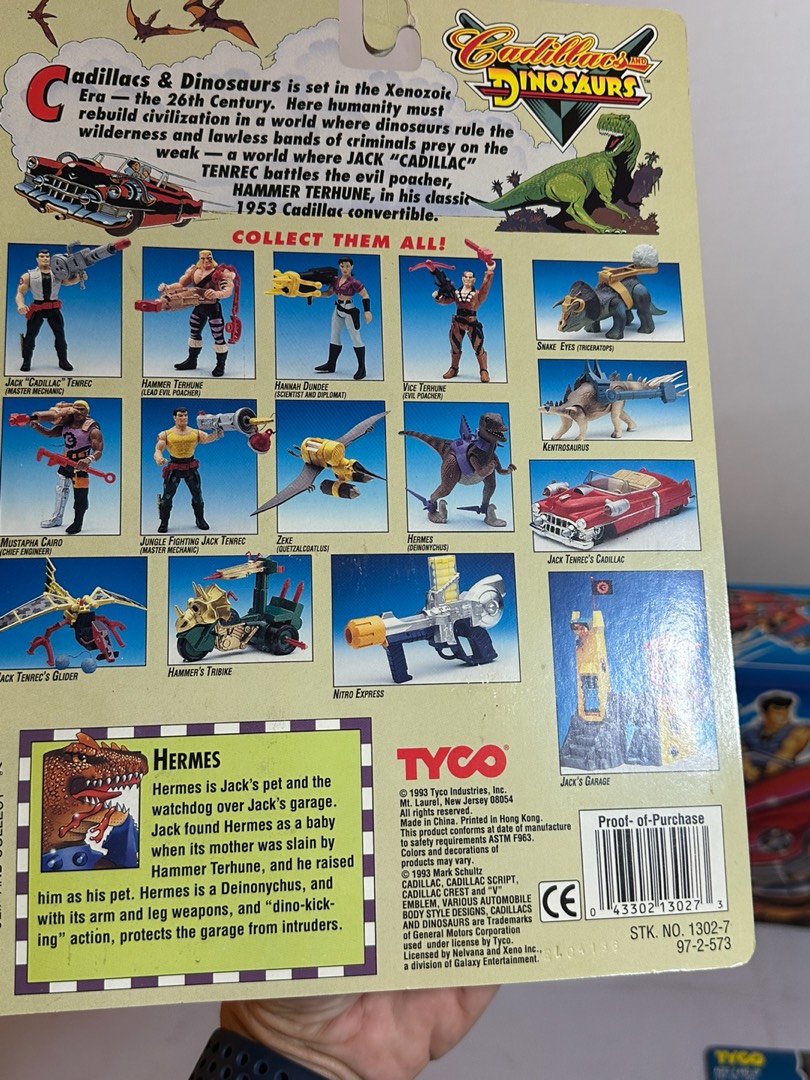 Cadillacs AND
DINOSAURS™
Cadillacs & Dinosaurs is set in the Xenozoic
Era — the 26th Century. Here humanity must
rebuild civilization in a world where dinosaurs rule the
wilderness and lawless bands of criminals prey on the
weak — a world where JACK "CADILLAC"
TENREC battles the evil poacher,
HAMMER TERHUNE, in his classic
1953 Cadillac convertible.
COLLECT THEM ALL!
JACK "CADILLAC" TENREC
(MASTER MECHANIC)
HAMMER TERHUNE
(LEAD EVIL POACHER)
HANNAH DUNDEE
(SCIENTIST AND DIPLOMAT)
VICE TERHUNE
(EVIL POACHER)
SNAKE EYES (TRICERATOPS)
KENTROSAURUS
MUSTAPHA CAIRO
(CHIEF ENGINEER)
JUNGLE FIGHTING JACK TENREC
(MASTER MECHANIC)
ZEKE
(QUETZALCOATLUS)
HERMES
(DEINONYCHUS)
JACK TENREC'S CADILLAC
ACK TENREC'S GLIDER
HAMMER'S TRIBIKE
NITRO EXPRESS
JACK'S GARAGE
HERMES
Hermes is Jack's pet and the
watchdog over Jack's garage.
Jack found Hermes as a baby
when its mother was slain by
Hammer Terhune, and he raised
him as his pet. Hermes is a Deinonychus, and
with its arm and leg weapons, and "dino-kick-
ing" action, protects the garage from intruders.
TYCO®
© 1993 Tyco Industries, Inc.
Mt. Laurel, New Jersey 08054
All rights reserved.
Made in China. Printed in Hong Kong.
This product conforms at date of manufacture
to safety requirements ASTM F963.
Colors and decorations of
products may vary.
© 1993 Mark Schultz
CADILLAC, CADILLAC SCRIPT,
CADILLAC CREST and "V"
EMBLEM, VARIOUS AUTOMOBILE
BODY STYLE DESIGNS, CADILLACS
AND DINOSAURS are Trademarks
of General Motors Corporation
used under license by Tyco.
Licensed by Nelvana and Xeno Inc.,
a division of Galaxy Entertainment.
CE
Proof- of-Purchase
0 43302 13027 3
STK. NO. 1302-7
97-2-573
TYCO